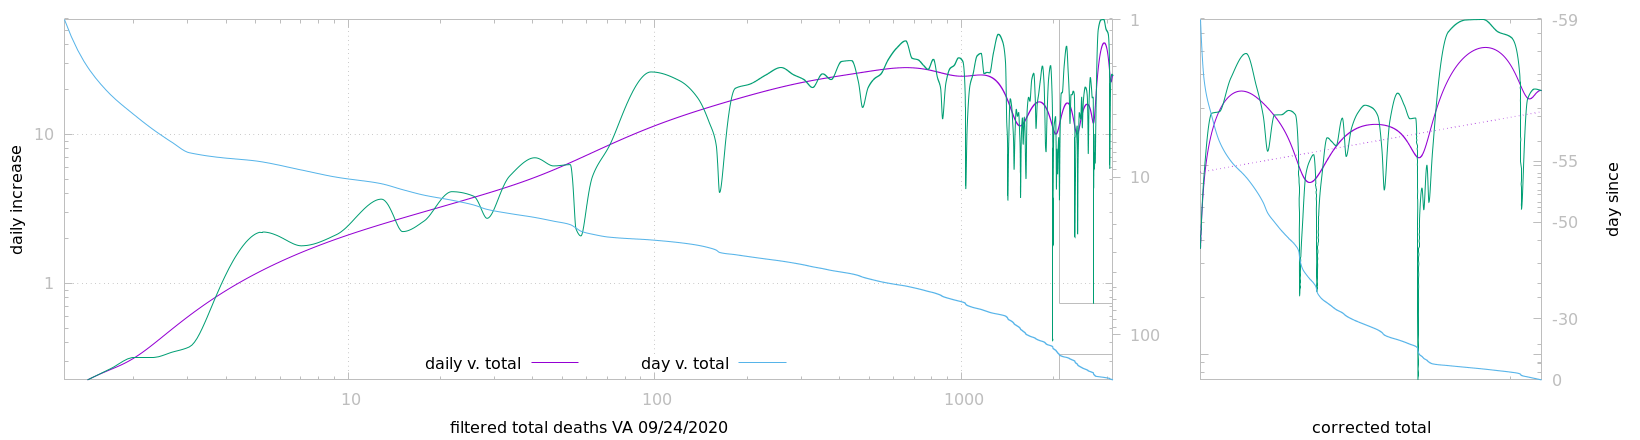 1
-59
10
10
-55
daily increase
-50
day since
1
-30
100
daily v. total
day v. total
0
10
100
1000
filtered total deaths VA 09/24/2020
corrected total